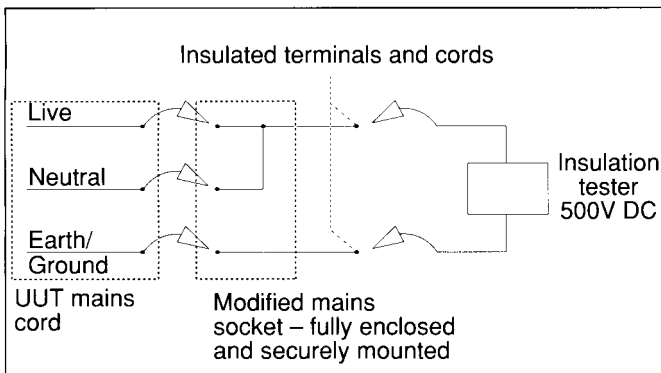 Insulated terminals and cords
Live
Neutral
Earth/
Ground
UUT mains
cord
Modified mains
socket – fully enclosed
and securely mounted
Insulation
tester
500V DC